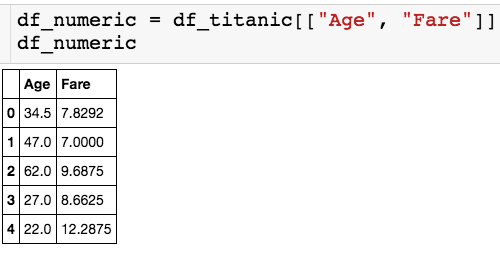 df_numeric = df_titanic[["Age", "Fare"]]
df_numeric
Age Fare
0 34.5 7.8292
1 47.0 7.0000
2 62.0 9.6875
3 27.0 8.6625
4 22.0 12.2875